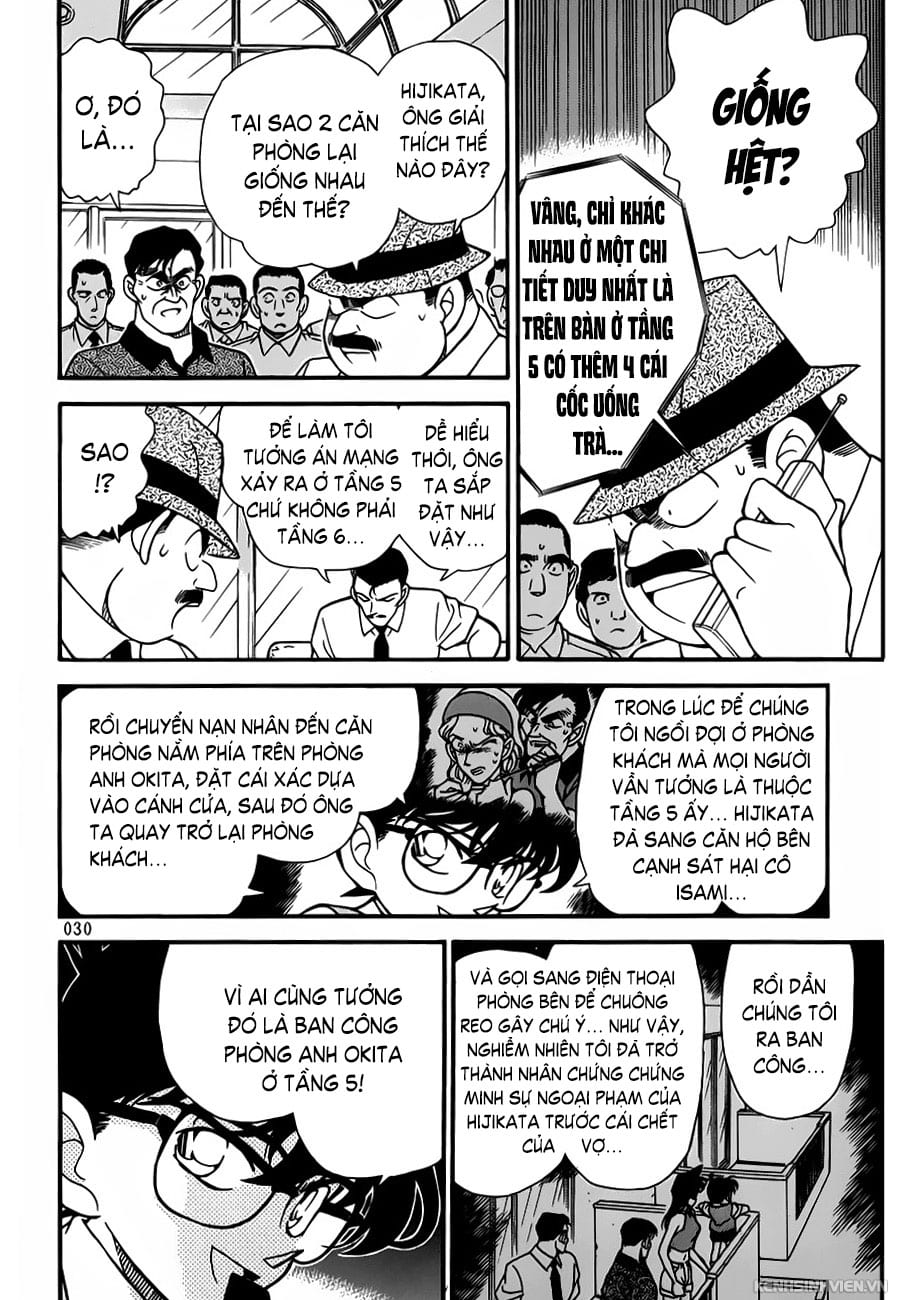 GIỐNG
HỆT?
VÂNG, CHỈ KHÁC
NHAU Ở MỘT CHI
TIẾT DUY NHẤT LÀ
TRÊN BÀN Ở TẦNG
5 CÓ THÊM 4 CÁI
CỐC UỐNG
TRÀ...
HIJIKATA,
ÔNG GIẢI
THÍCH THẾ
NÀO ĐÂY?
TẠI SAO 2 CĂN
PHÒNG LẠI
GIỐNG NHAU
ĐẾN THẾ?
Ơ, ĐÓ
LÀ...
DỀ HIỂU
THÔI, ÔNG
TA SẮP
ĐẶT NHƯ
VẬY...
ĐỂ LÀM TÔI
TƯỞNG ÁN MẠNG
XẢY RA Ở TẦNG 5
CHỨ KHÔNG PHẢI
TẦNG 6...
SAO
!?
TRONG LÚC ĐỂ CHÚNG
TÔI NGỒI ĐỢI Ở PHÒNG
KHÁCH MÀ MỌI NGƯỜI
VẪN TƯỞNG LÀ THUỘC
TẦNG 5 ẤY... HIJIKATA
ĐÃ SANG CĂN HỘ BÊN
CẠNH SÁT HẠI CÔ
ISAMI...
RỒI CHUYỂN NẠN NHÂN ĐẾN CĂN
PHÒNG NẰM PHÍA TRÊN PHÒNG
ANH OKITA, ĐẶT CÁI XÁC DỰA
VÀO CÁNH CỬA, SAU ĐÓ ÔNG
TA QUAY TRỞ LẠI PHÒNG
KHÁCH...
030
RỒI DẪN
CHÚNG TÔI
RA BAN
CÔNG...
VÀ GỌI SANG ĐIỆN THOẠI
PHÒNG BÊN ĐỂ CHUÔNG
REO GÂY CHÚ Ý... NHƯ VẬY,
NGHIỄM NHIÊN TÔI ĐÃ TRỞ
THÀNH NHÂN CHỨNG CHỨNG
MINH SỰ NGOẠI PHẠM CỦA
HIJIKATA TRƯỚC CÁI CHẾT
CỦA VỢ...
VÌ AI CŨNG TƯỞNG
ĐÓ LÀ BAN CÔNG
PHÒNG ANH OKITA
Ở TẦNG 5!
KENHSINHVIEN.VN